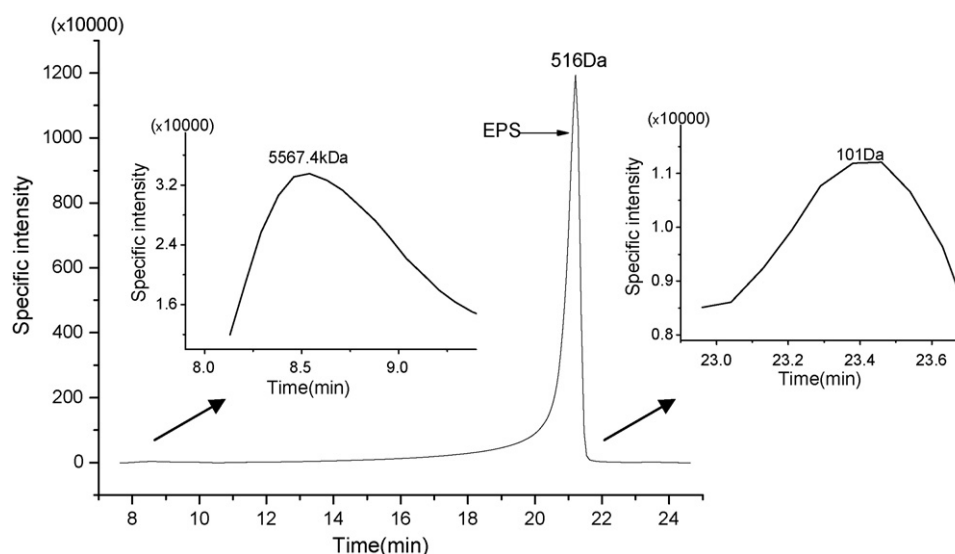 (x10000)
1200
1000
800
600
400
200
0
Specific intensity
8 10 12 14 16 18 20 22 24
Time(min)
516Da
EPS
(x10000)
5567.4kDa
3.2
2.4
1.6
Specific intensity
8.0 8.5 9.0
Time(min)
(x10000)
101Da
1.1
1.0
0.9
0.8
Specific intensity
23.0 23.2 23.4 23.6
Time(min)